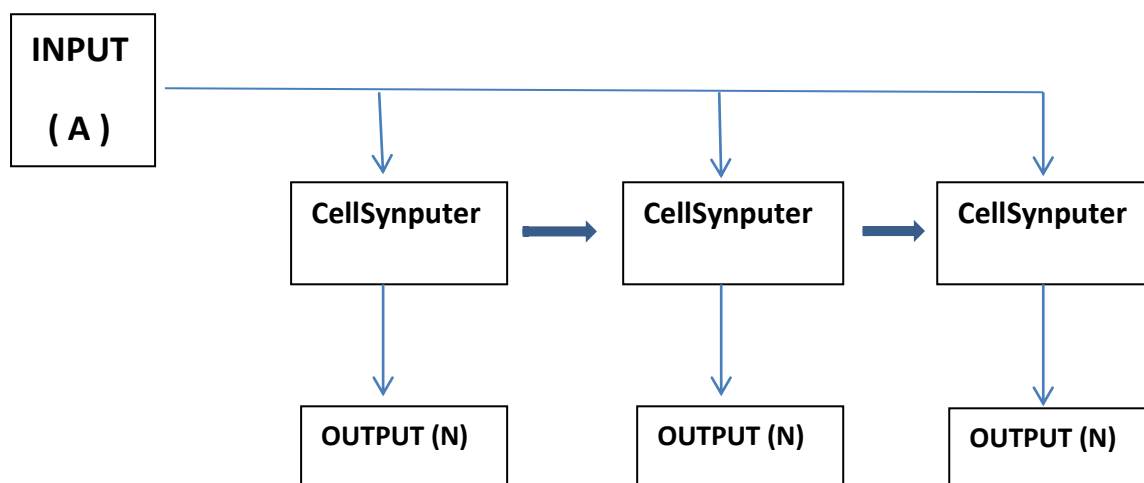 INPUT
( A )
CellSynputer
CellSynputer
CellSynputer
OUTPUT (N)
OUTPUT (N)
OUTPUT (N)